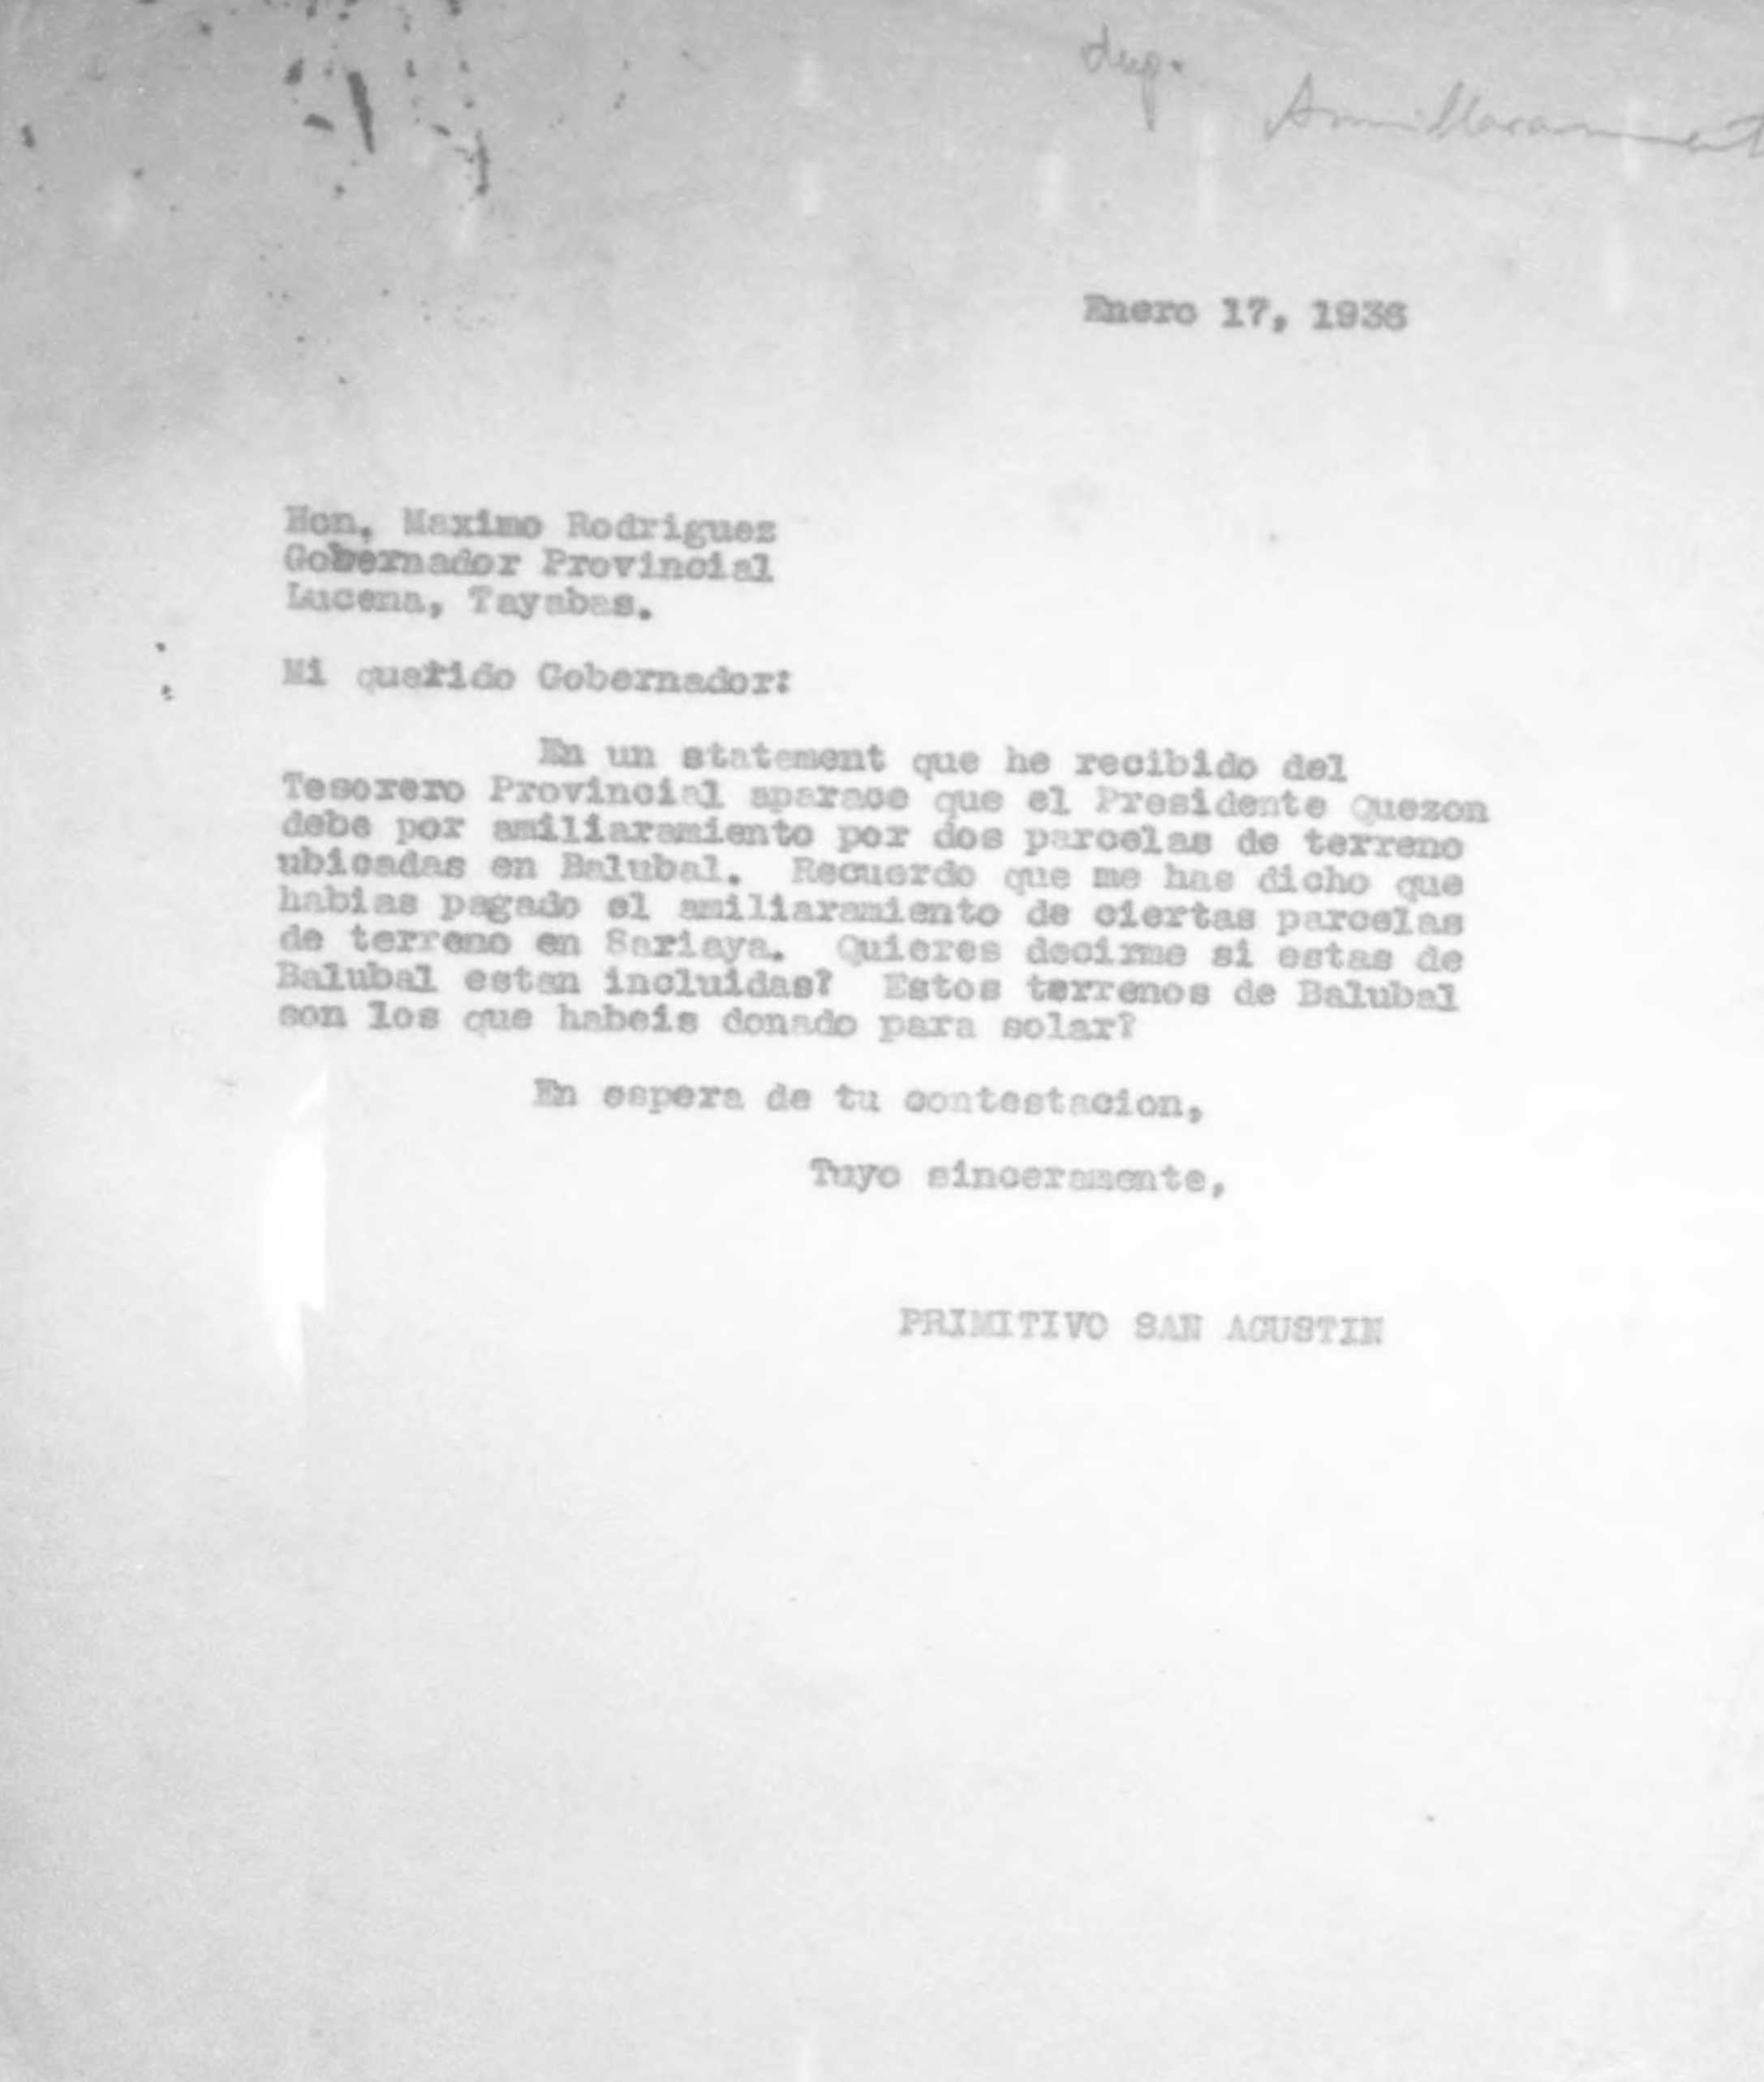 dup.
Amillarament
Enero 17, 1936
Hon. Maximo Rodriguez
Gobernador Provincial
Lucena, Tayabas.
Mi querido Gobernador:
En un statement que he recibido del
Tesorero Provincial aparace que el Presidente Quezon
debe por amiliaramiento por dos parcelas de terreno
ubicadas en Balubal. Recuerdo que me has dicho que
habias pagado el amiliaramiento de ciertas parcelas
de terreno en Sariaya. Quieres decirme si estas de
Balubal estan incluidas? Estos terrenos de Balubal
son los que habeis donado para solar?
En espera de tu contestacion,
Tuyo sinceramente,
PRIMITIVO SAN AGUSTIN